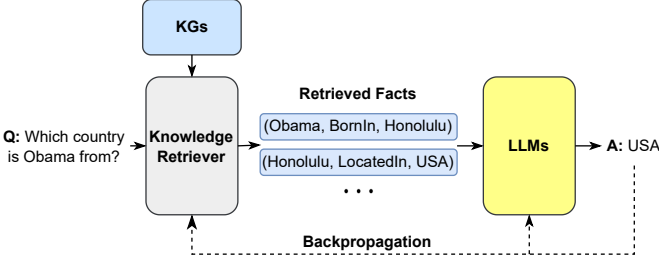 KGs
Retrieved Facts
Q: Which country
is Obama from?
Knowledge
Retriever
(Obama, BornIn, Honolulu)
(Honolulu, LocatedIn, USA)
• • •
LLMs
A: USA
Backpropagation